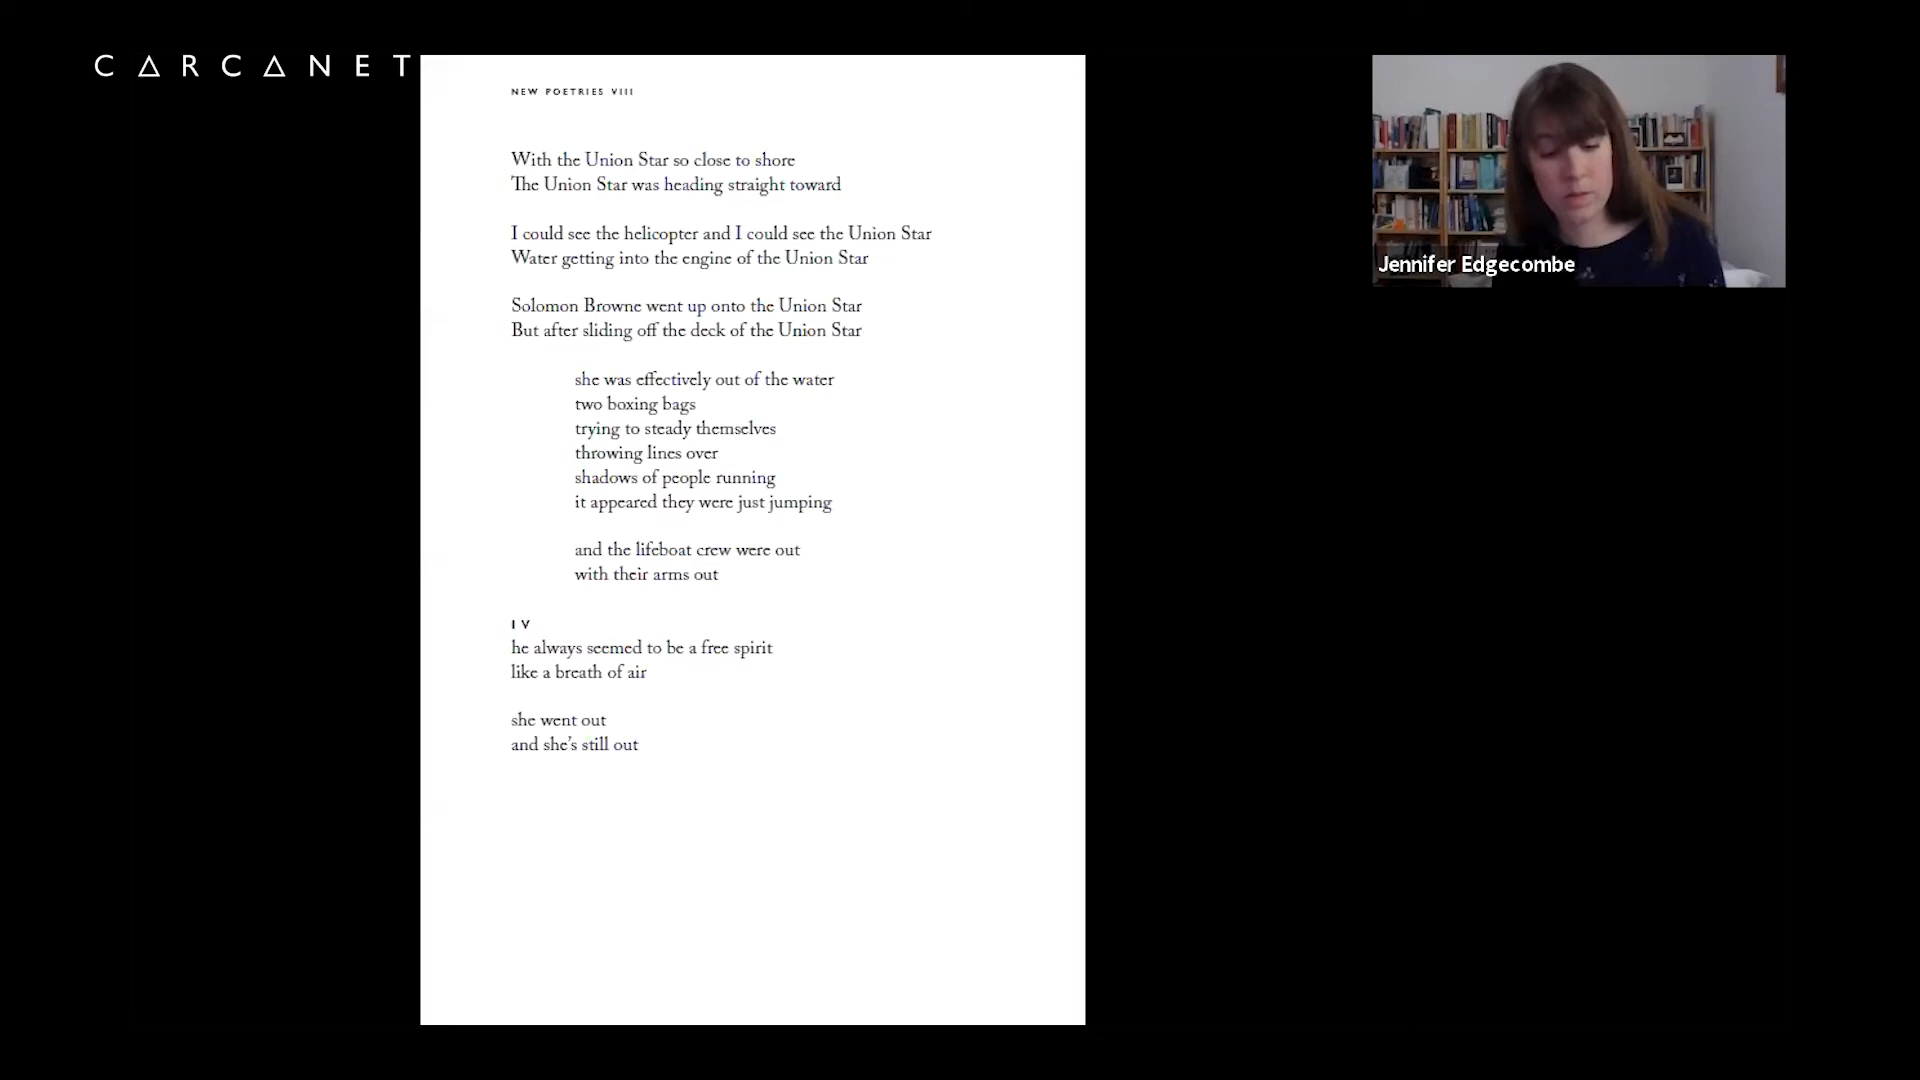 CARCANET
NEW POETRIES VIII
With the Union Star so close to shore
The Union Star was heading straight toward
I could see the helicopter and I could see the Union Star
Water getting into the engine of the Union Star
Solomon Browne went up onto the Union Star
But after sliding off the deck of the Union Star
she was effectively out of the water
two boxing bags
trying to steady themselves
throwing lines over
shadows of people running
it appeared they were just jumping
and the lifeboat crew were out
with their arms out
IV
he always seemed to be a free spirit
like a breath of air
she went out
and she's still out
Jennifer Edgecombe